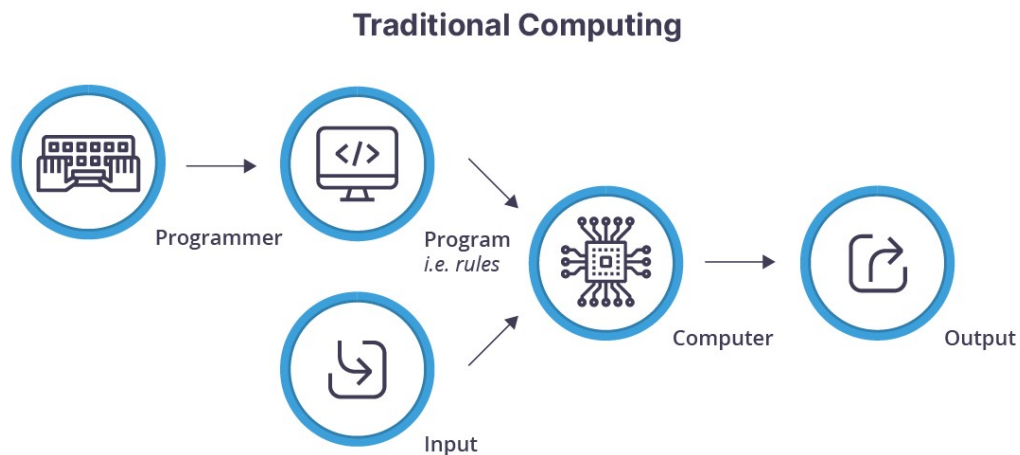 Traditional Computing
Programmer
Program
i.e. rules
Computer
Output
Input